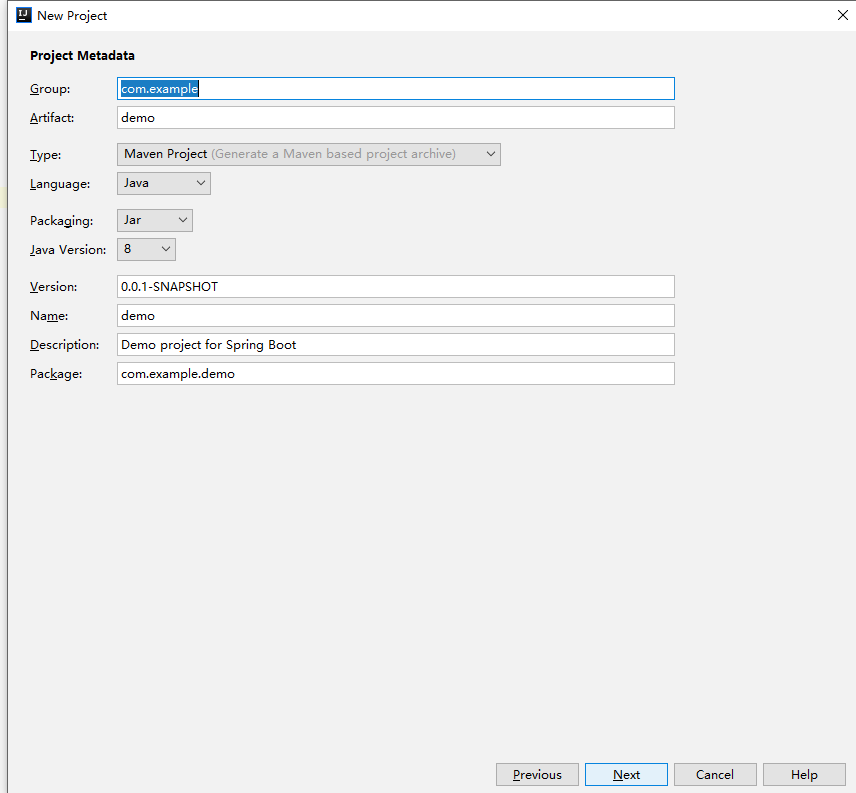 New Project
Project Metadata
Group: com.example
Artifact: demo
Type: Maven Project (Generate a Maven based project archive)
Language: Java
Packaging: Jar
Java Version: 8
Version: 0.0.1-SNAPSHOT
Name: demo
Description: Demo project for Spring Boot
Package: com.example.demo
Previous Next Cancel Help